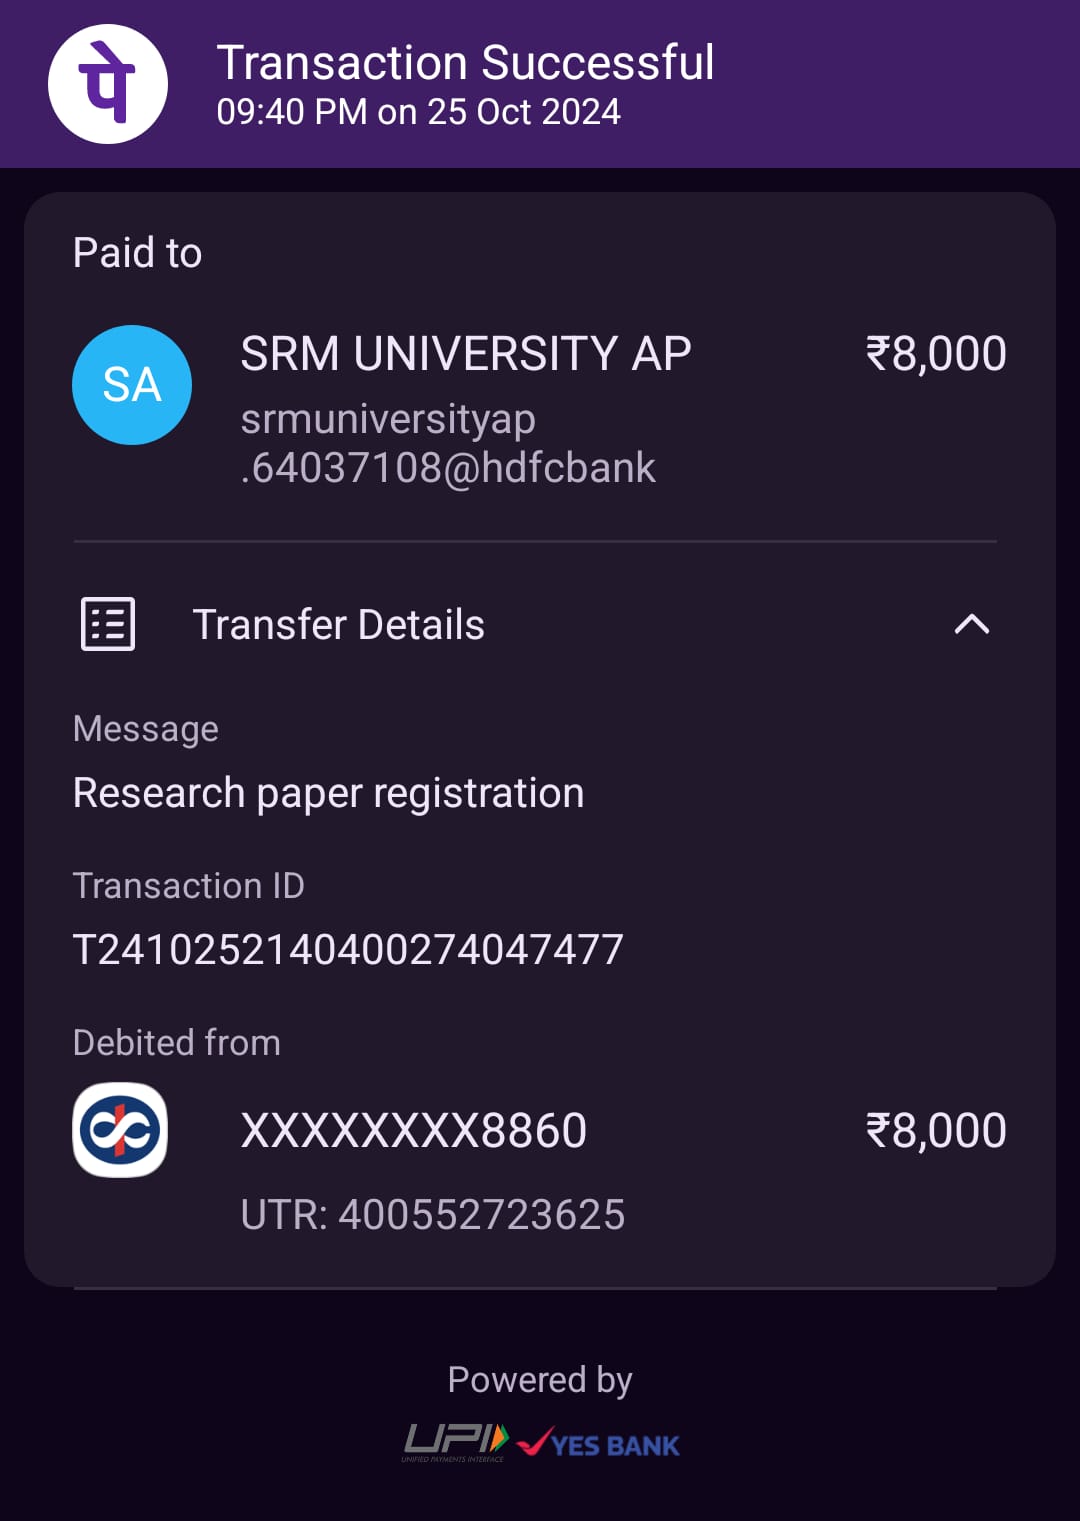 पे
Transaction Successful
09:40 PM on 25 Oct 2024
Paid to
SA
SRM UNIVERSITY AP
₹8,000
srmuniversityap
.64037108@hdfcbank
Transfer Details
Message
Research paper registration
Transaction ID
T2410252140400274047477
Debited from
XXXXXXXX8860
₹8,000
UTR: 400552723625
Powered by
UPI
UNIFIED PAYMENTS INTERFACE
YES BANK